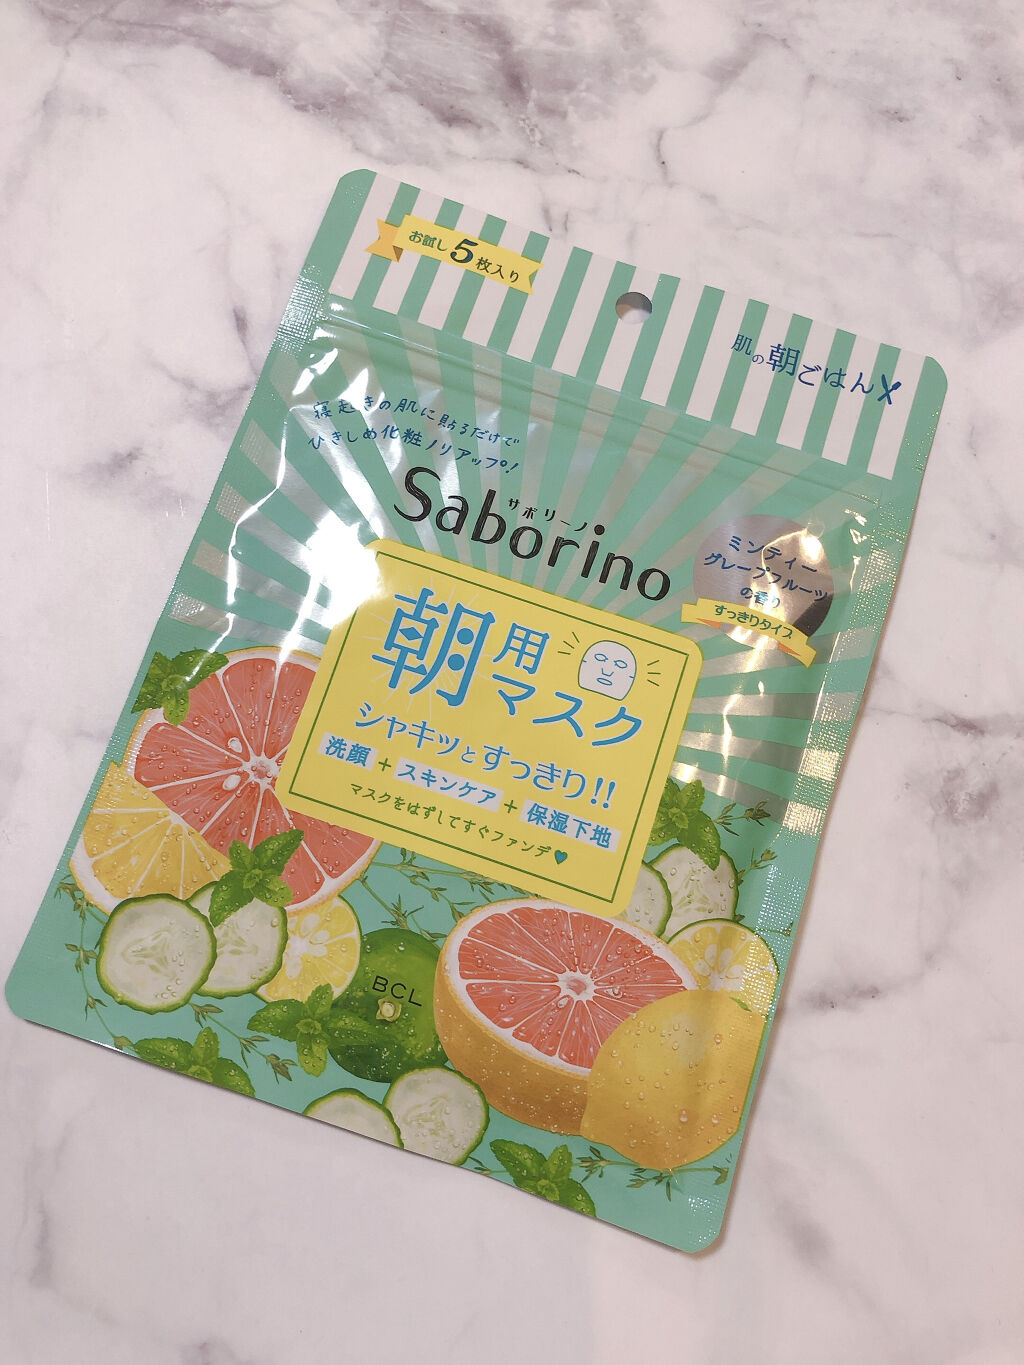 お試し5枚入り
肌の朝ごはん
寝起きの肌に貼るだけで
ひきしめ化粧ノリアップ!
サボリーノ
Saborino
ミンティー
グレープフルーツ
の香り
すっきりタイプ
朝用マスク
シャキッとすっきり!!
洗顔+スキンケア+保湿下地
マスクをはずしてすぐファンデ♥
BCL